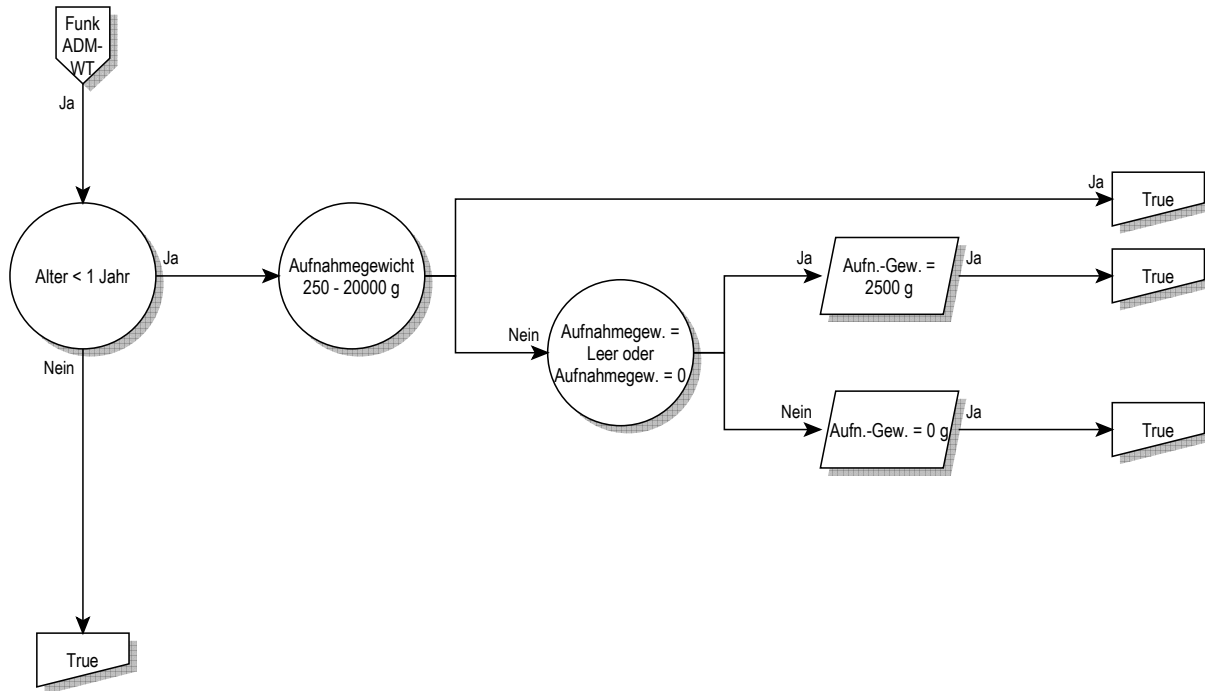 Funk
ADM-
WT
Ja
Alter < 1 Jahr
Ja
Nein
True
Aufnahmegewicht
250 - 20000 g
Ja
True
Nein
Aufnahmegew. =
Leer oder
Aufnahmegew. = 0
Ja
Aufn.-Gew. =
2500 g
Ja
True
Nein
Aufn.-Gew. = 0 g
Ja
True